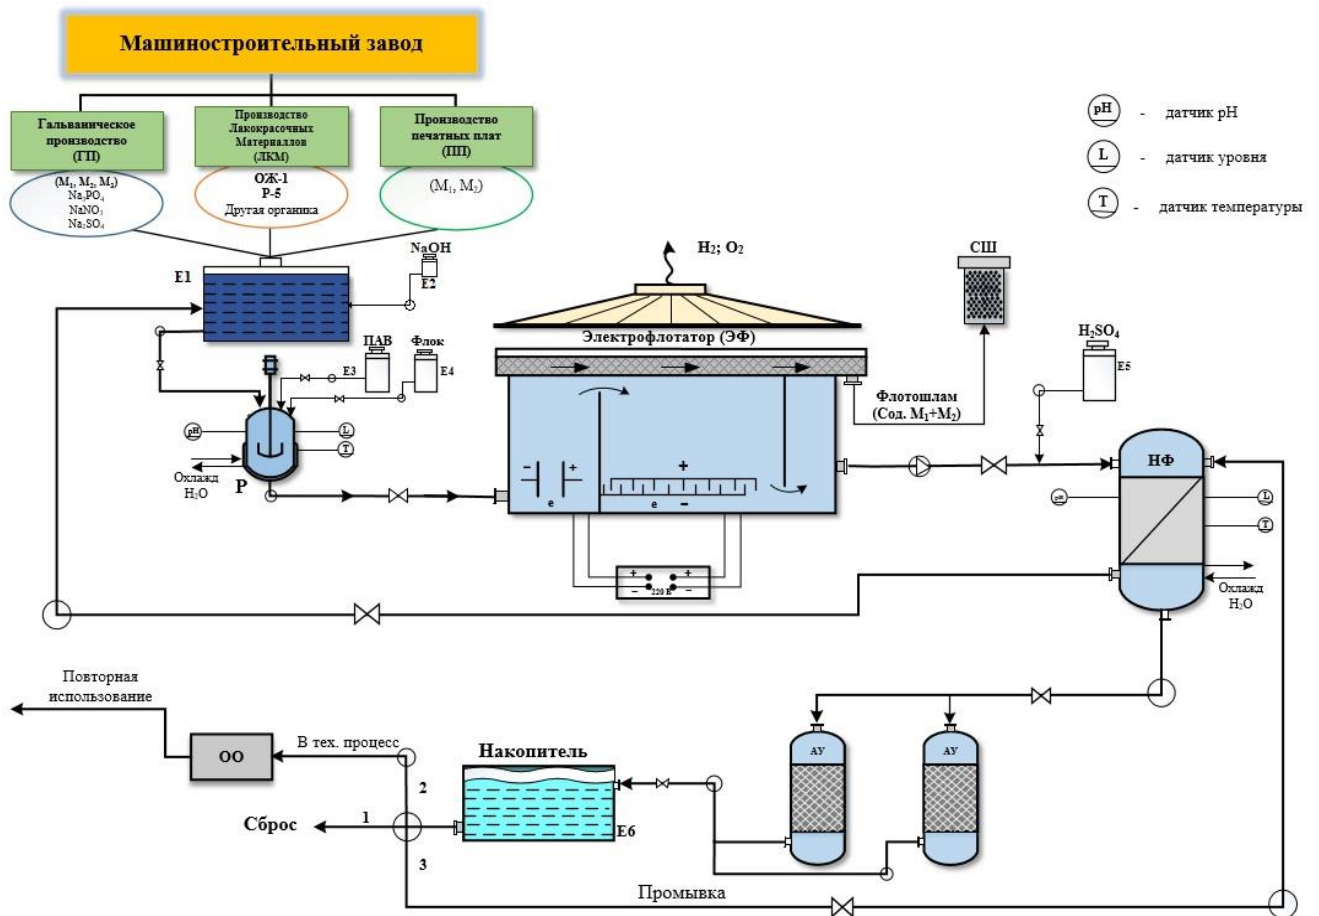 Машиностроительный завод
Гальваническое
производство
(ГП)
Производство
Лакокрасочных
Материаллов
(ЛКМ)
Производство
печатных плат
(ПП)
(M₁, M₂, M₃)
Na₃PO₄
NaNO₃
Na₂SO₄
ОЖ-1
Р-5
Другая органика
(M₁, M₂)
pH - датчик pH
L - датчик уровня
T - датчик температуры
E1
NaOH
E2
H₂; O₂
СШ
ПАВ
Флок
E3
E4
Электрофлотатор (ЭФ)
H₂SO₄
E5
Флотошлам
(Сод. M₁+M₂)
pH
L
T
Охлажд
H₂O
Р
- +
e
+
e –
НФ
pH
L
T
Охлажд
H₂O
+ +
– –
220 В
Повторная
использование
ОО
В тех. процесс
Накопитель
E6
АУ
АУ
Сброс
1
2
3
Промывка